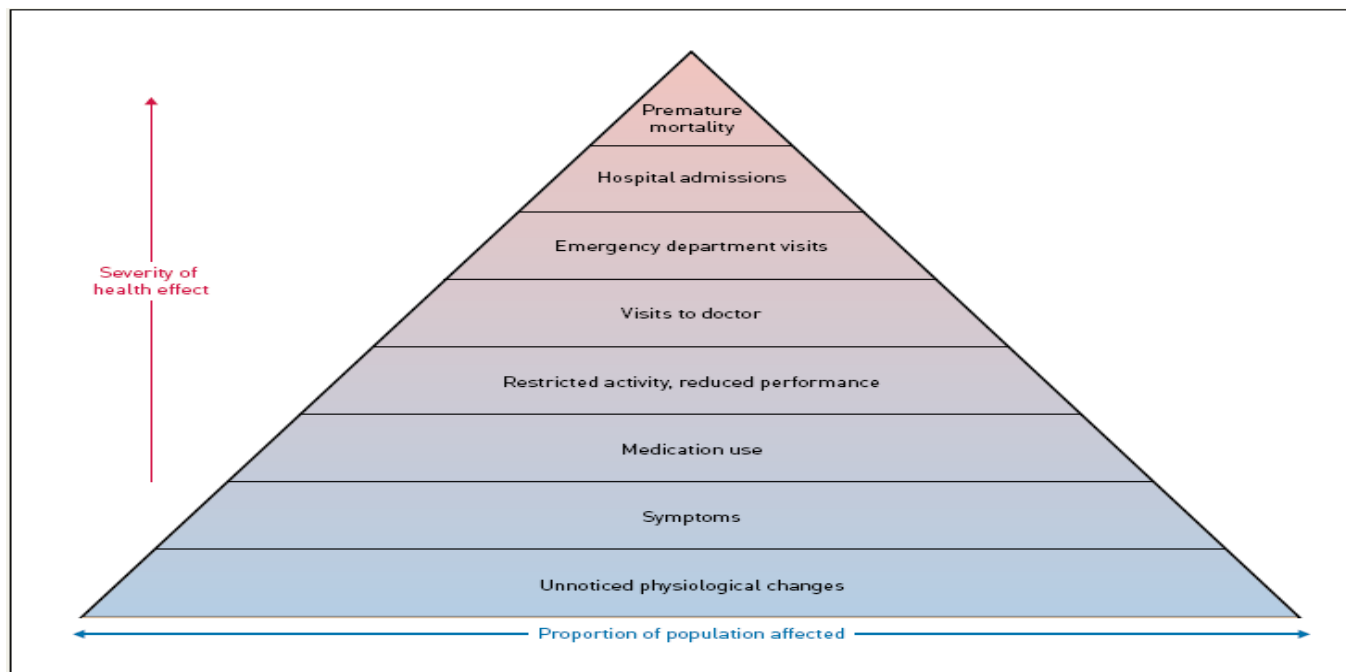 Premature
mortality
Hospital admissions
Emergency department visits
Severity of
health effect
Visits to doctor
Restricted activity, reduced performance
Medication use
Symptoms
Unnoticed physiological changes
Proportion of population affected